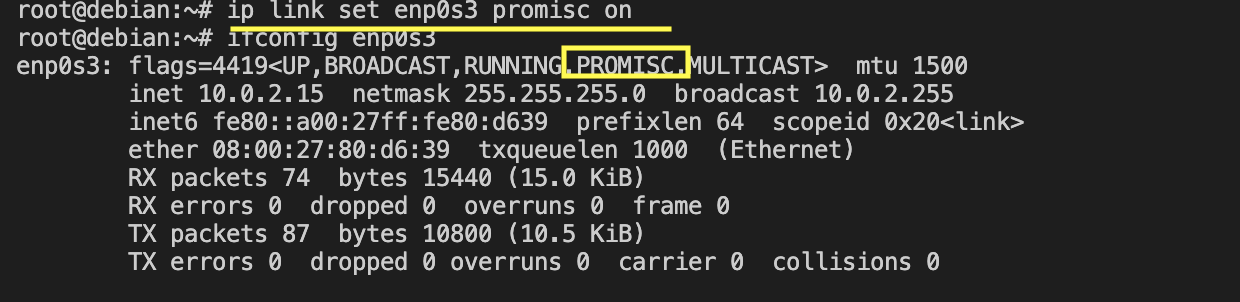 root@debian:~# ip link set enp0s3 promisc on
root@debian:~# ifconfig enp0s3
enp0s3: flags=4419<UP,BROADCAST,RUNNING,PROMISC,MULTICAST>  mtu 1500
        inet 10.0.2.15  netmask 255.255.255.0  broadcast 10.0.2.255
        inet6 fe80::a00:27ff:fe80:d639  prefixlen 64  scopeid 0x20<link>
        ether 08:00:27:80:d6:39  txqueuelen 1000  (Ethernet)
        RX packets 74  bytes 15440 (15.0 KiB)
        RX errors 0  dropped 0  overruns 0  frame 0
        TX packets 87  bytes 10800 (10.5 KiB)
        TX errors 0  dropped 0 overruns 0  carrier 0  collisions 0